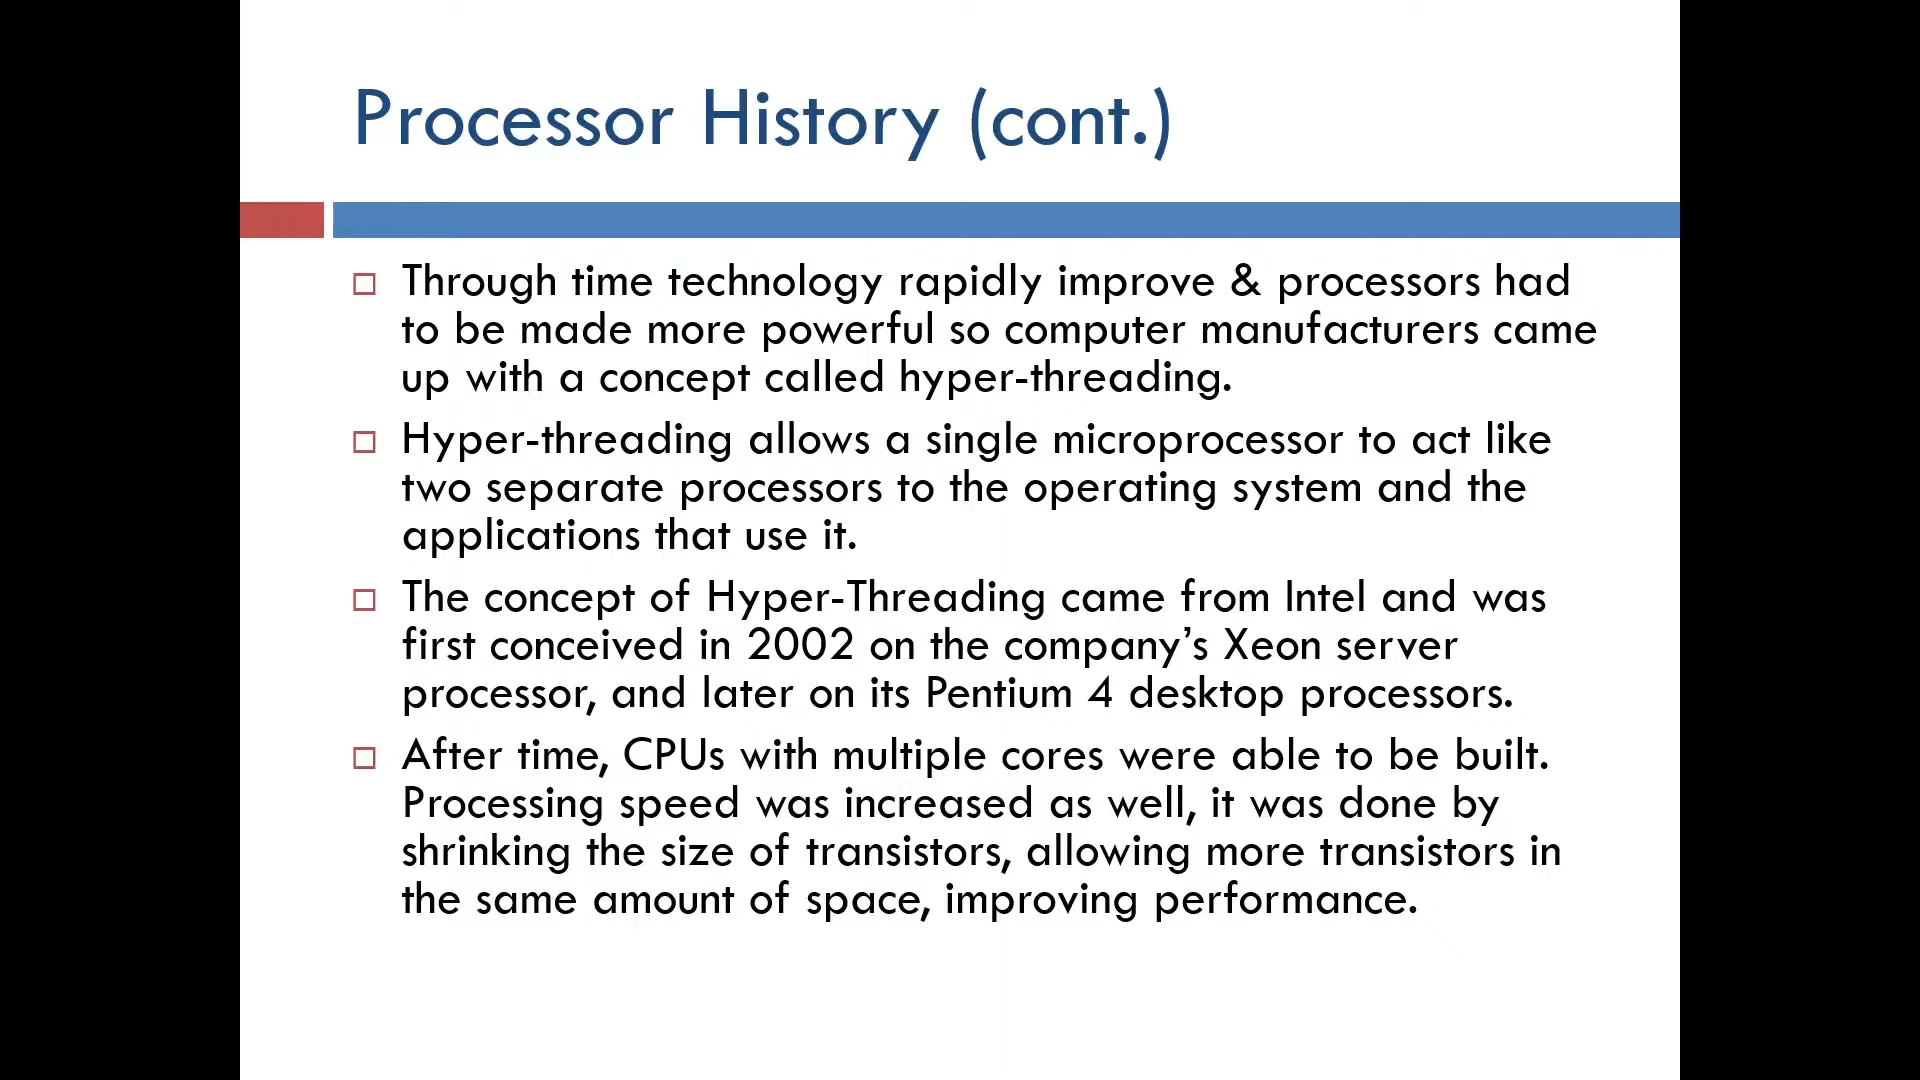 Processor History (cont.)
Through time technology rapidly improve & processors had
to be made more powerful so computer manufacturers came
up with a concept called hyper-threading.
Hyper-threading allows a single microprocessor to act like
two separate processors to the operating system and the
applications that use it.
The concept of Hyper-Threading came from Intel and was
first conceived in 2002 on the company’s Xeon server
processor, and later on its Pentium 4 desktop processors.
After time, CPUs with multiple cores were able to be built.
Processing speed was increased as well, it was done by
shrinking the size of transistors, allowing more transistors in
the same amount of space, improving performance.